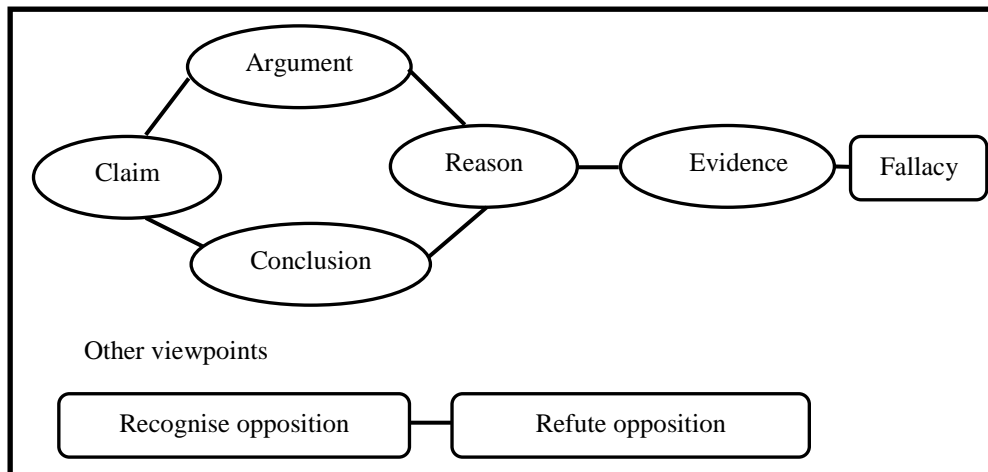 Argument
Claim
Reason
Evidence
Fallacy
Conclusion
Other viewpoints
Recognise opposition
Refute opposition